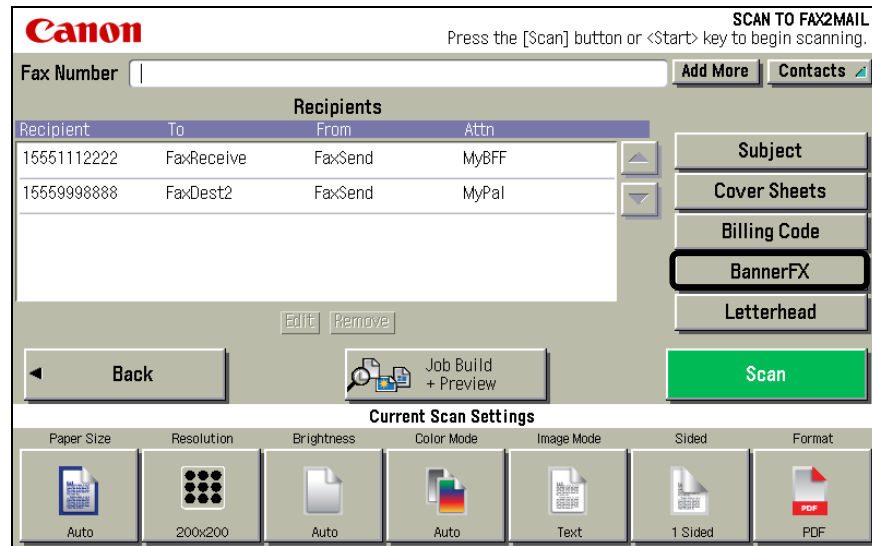 Canon
SCAN TO FAX2MAIL
Press the [Scan] button or <Start> key to begin scanning.
Fax Number
Add More
Contacts
Recipients
Recipient To From Attn
15551112222 FaxReceive FaxSend MyBFF
15559998888 FaxDest2 FaxSend MyPal
Subject
Cover Sheets
Billing Code
BannerFX
Letterhead
Edit Remove
Back
Job Build
+ Preview
Scan
Current Scan Settings
Paper Size Resolution Brightness Color Mode Image Mode Sided Format
PDF
Auto 200x200 Auto Auto Text 1 Sided PDF